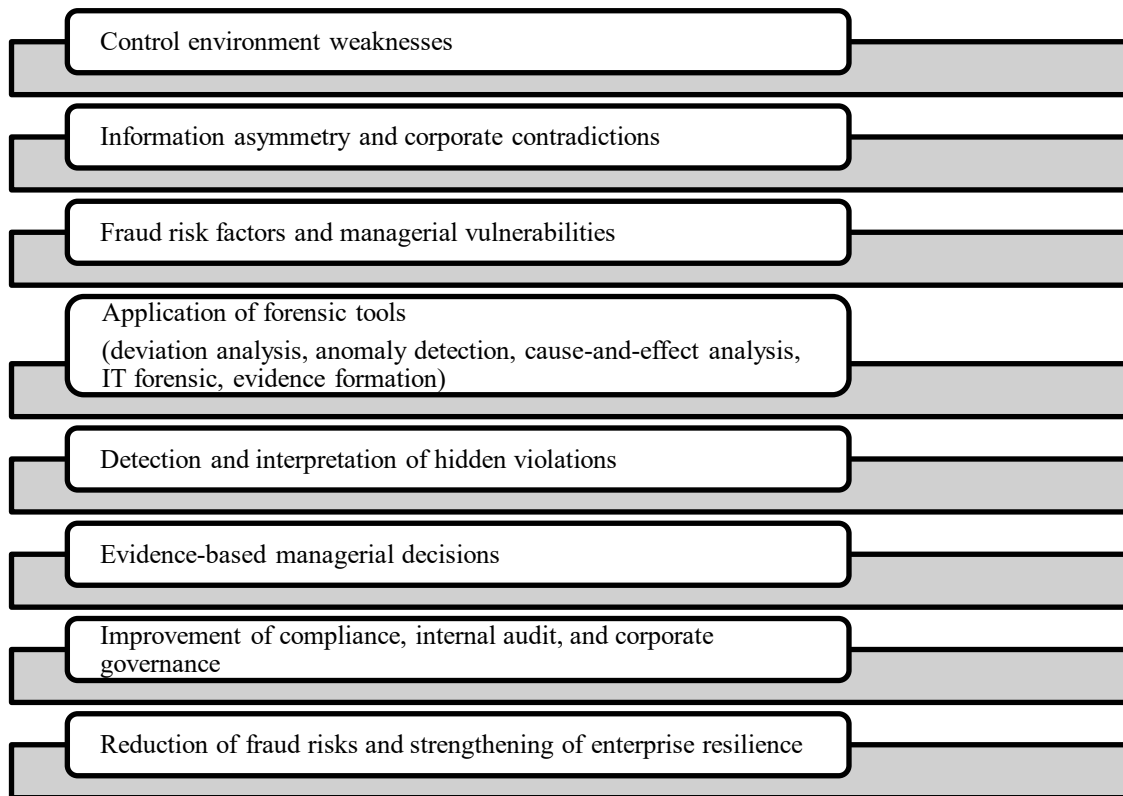 Control environment weaknesses
Information asymmetry and corporate contradictions
Fraud risk factors and managerial vulnerabilities
Application of forensic tools
(deviation analysis, anomaly detection, cause-and-effect analysis,
IT forensic, evidence formation)
Detection and interpretation of hidden violations
Evidence-based managerial decisions
Improvement of compliance, internal audit, and corporate
governance
Reduction of fraud risks and strengthening of enterprise resilience